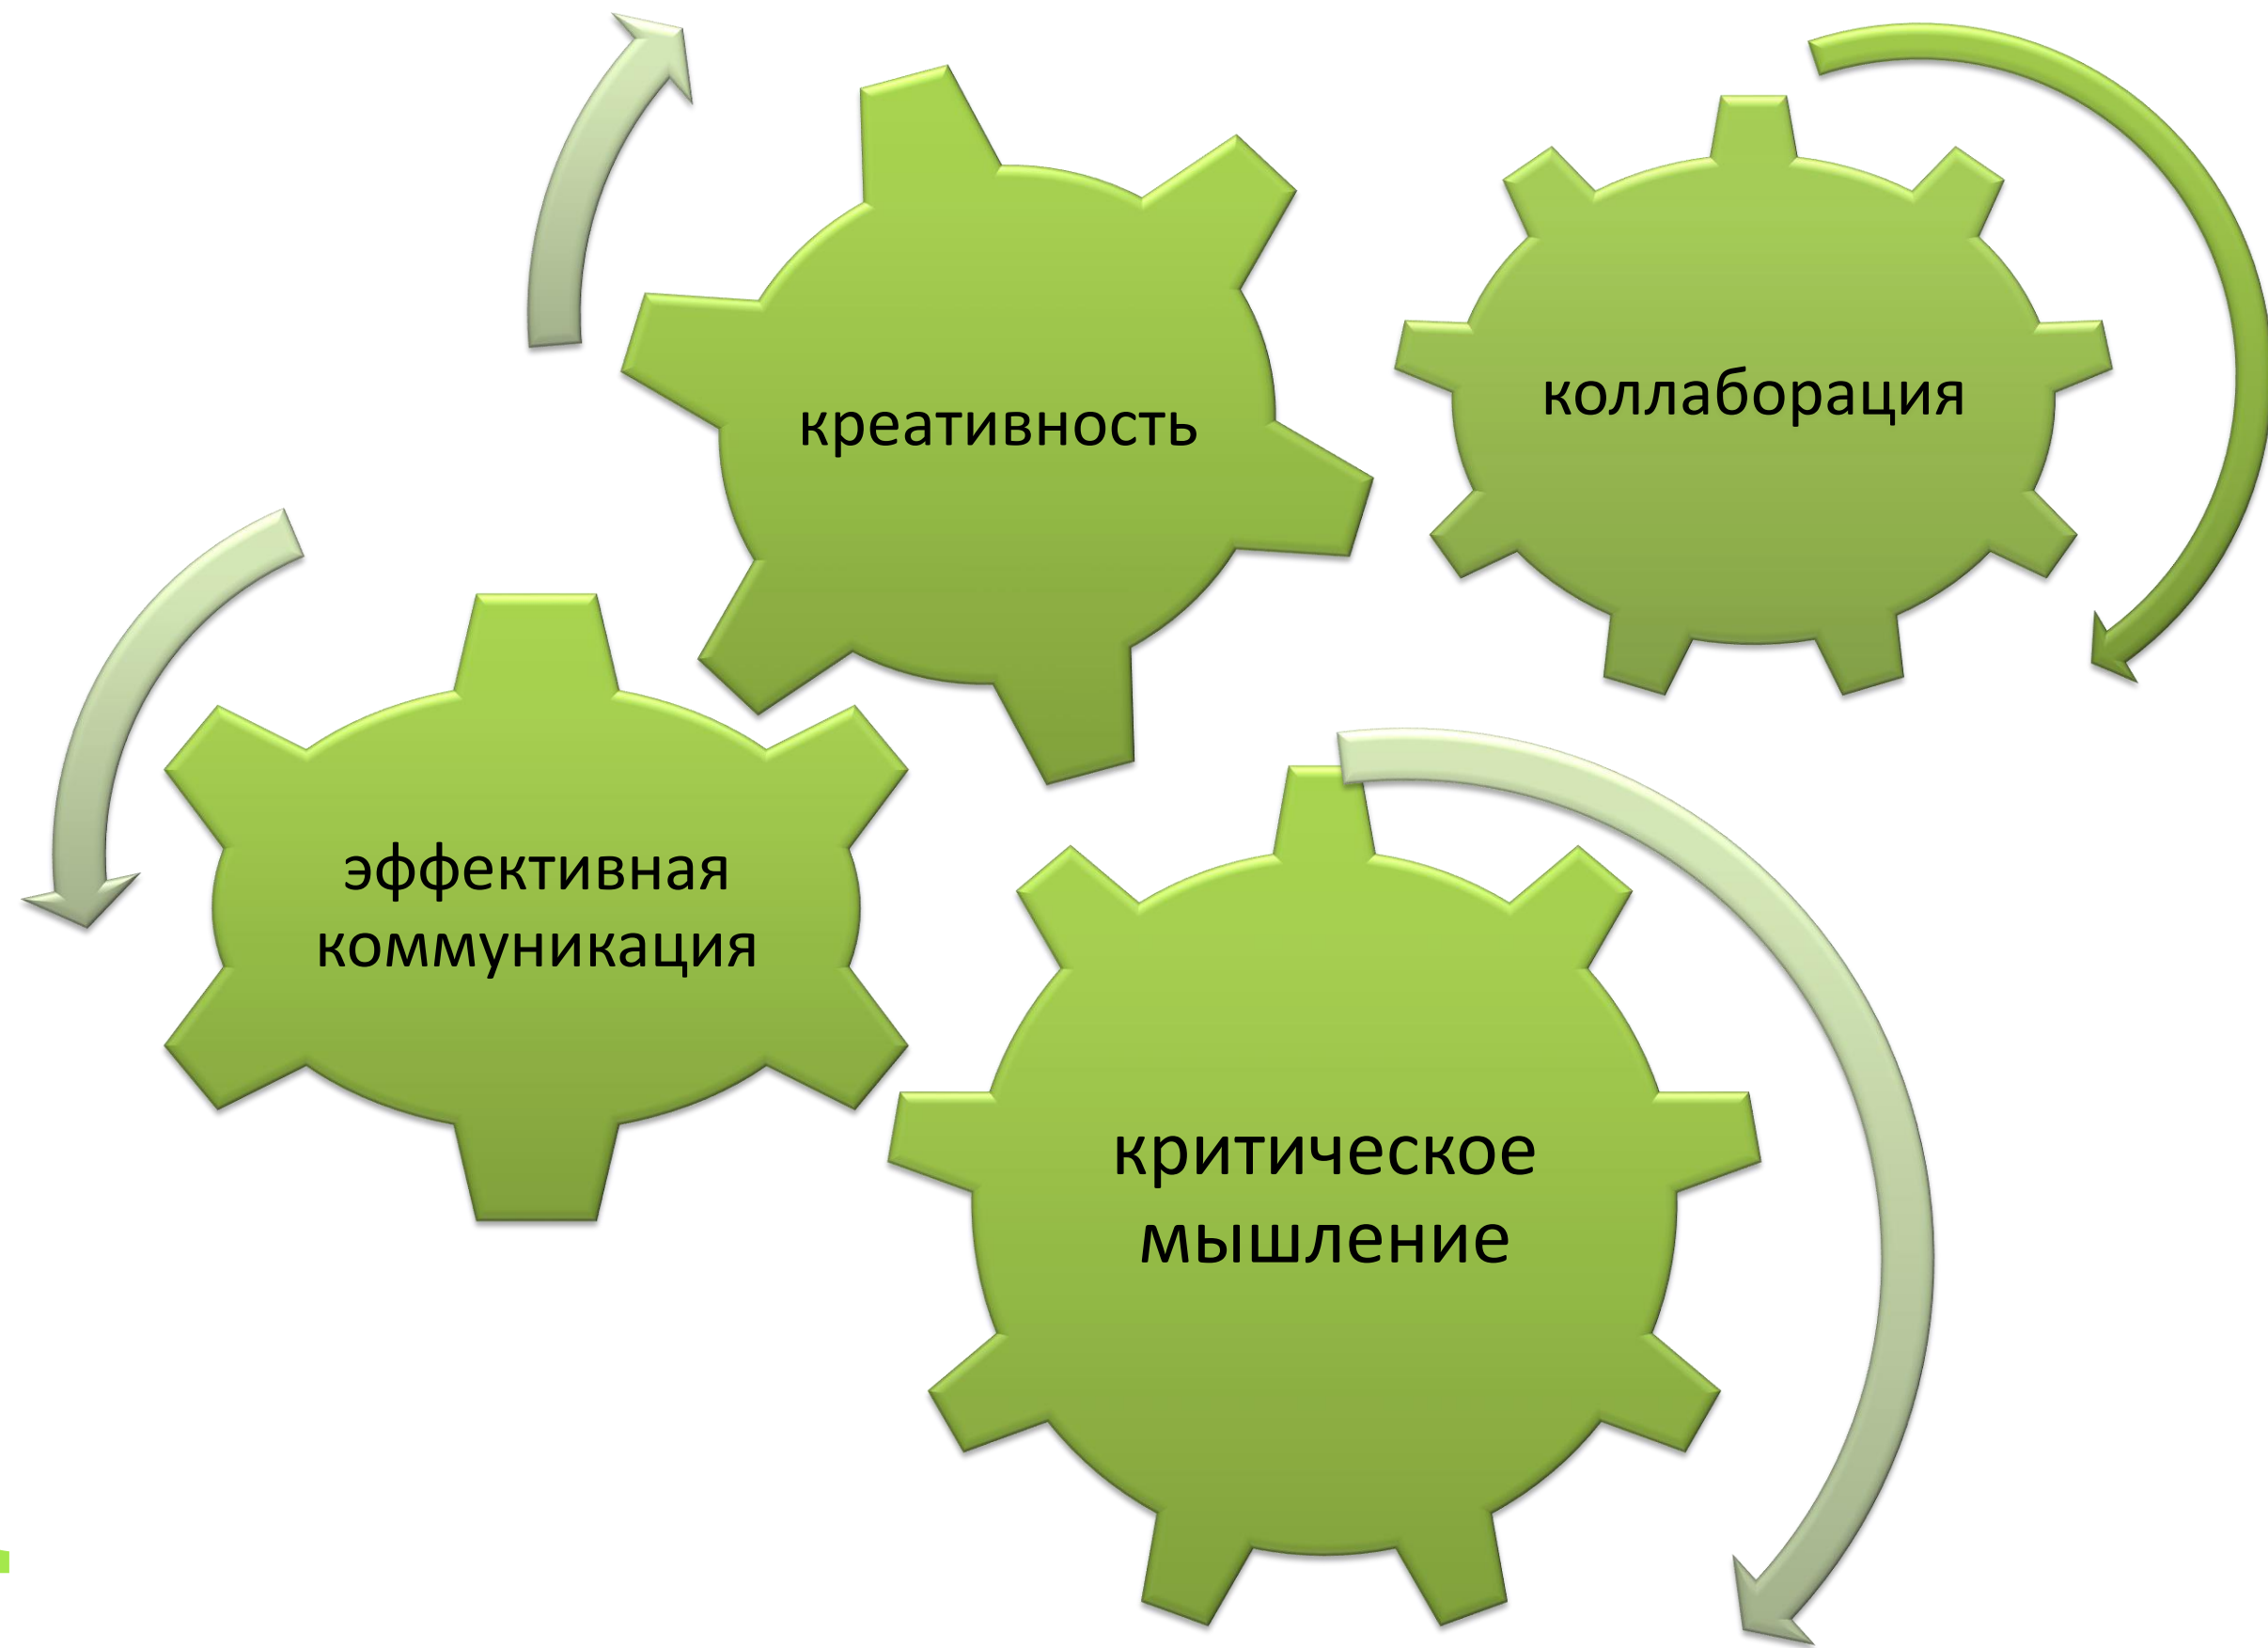 креативность
коллаборация
эффективная
коммуникация
критическое
мышление